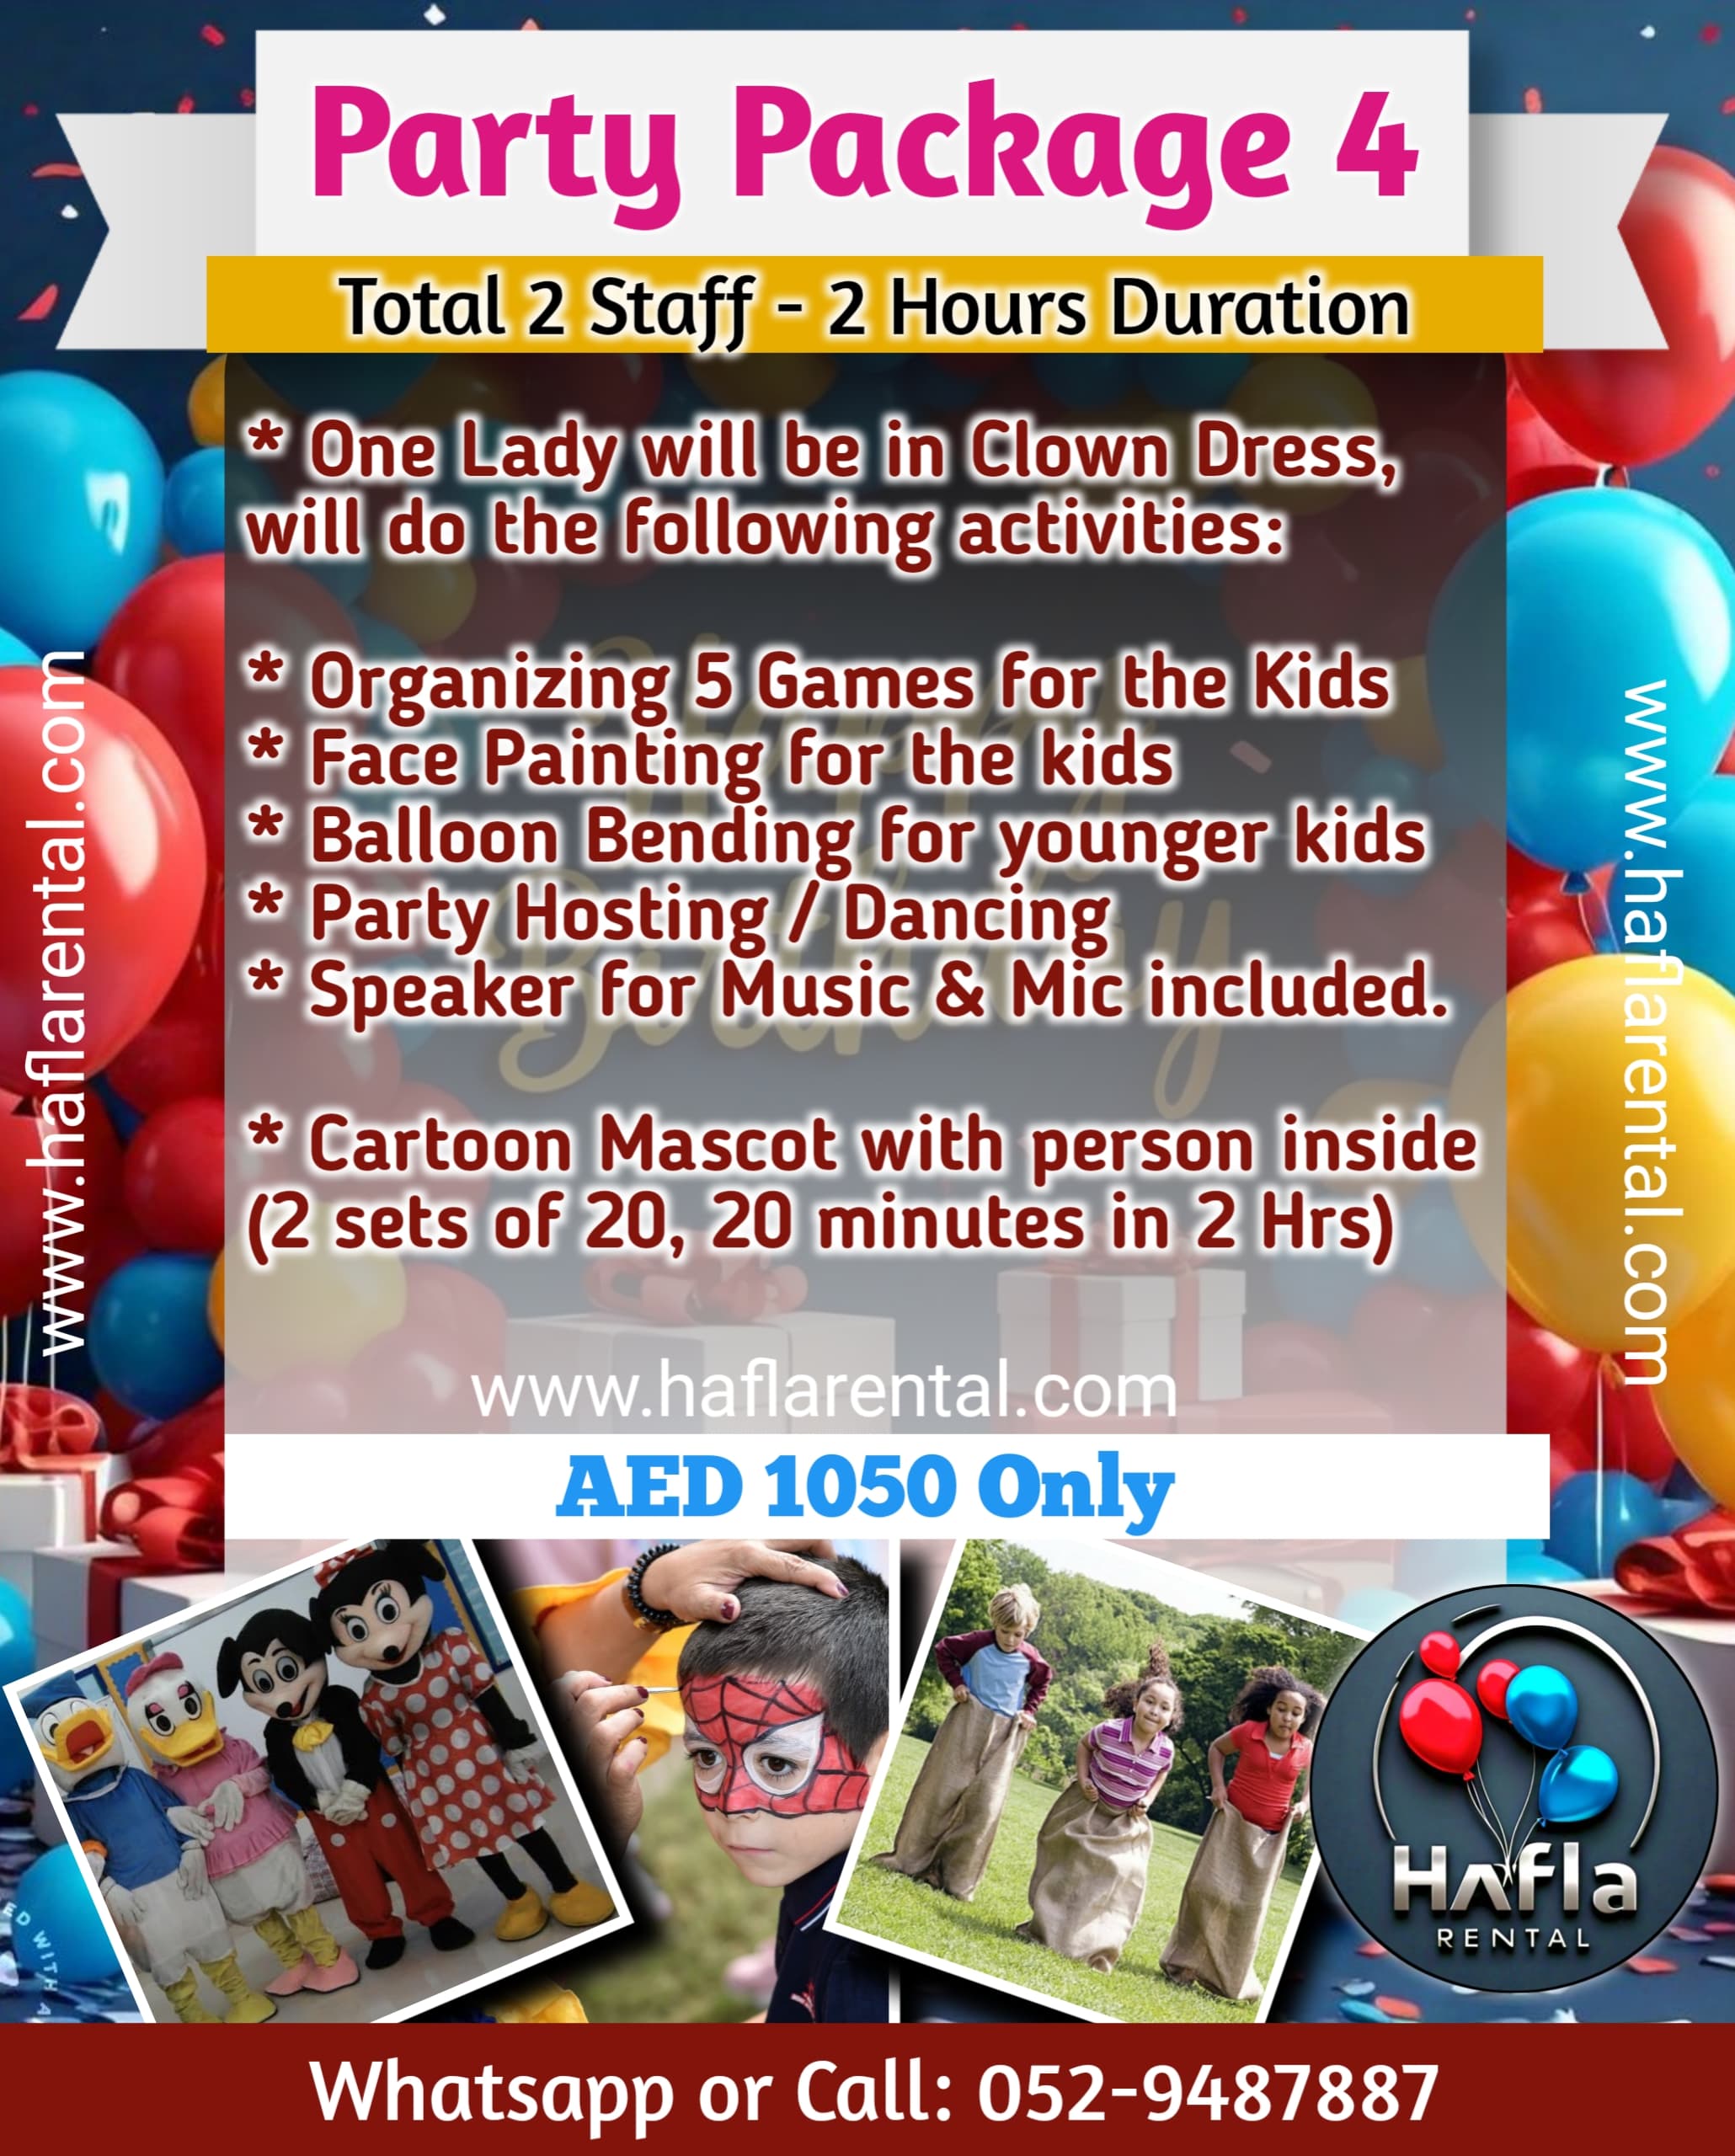 Party Package 4
Total 2 Staff - 2 Hours Duration
* One Lady will be in Clown Dress,
will do the following activities:
* Organizing 5 Games for the Kids
* Face Painting for the kids
* Balloon Bending for younger kids
* Party Hosting / Dancing
* Speaker for Music & Mic included.
* Cartoon Mascot with person inside
(2 sets of 20, 20 minutes in 2 Hrs)
www.haflarental.com
www.haflarental.com
www.haflarental.com
AED 1050 Only
Happy
Birthday
Hafla
RENTAL
ED WITH A
Whatsapp or Call: 052-9487887